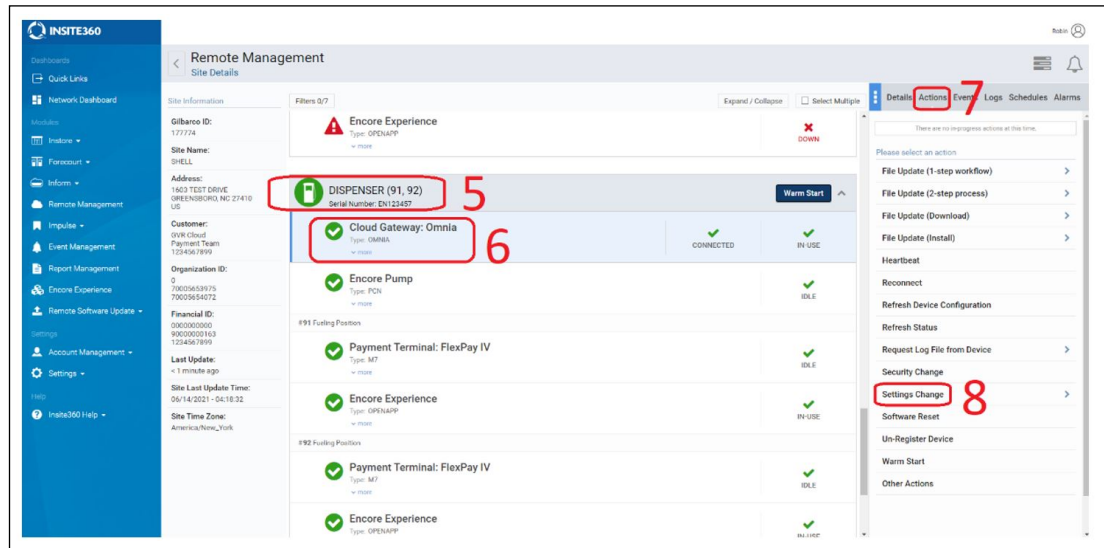 INSITE360
Robin
Dashboards
Quick Links
Network Dashboard
Modules
Instore
Forecourt
Inform
Remote Management
Impulse
Event Management
Report Management
Encore Experience
Remote Software Update
Settings
Account Management
Settings
Help
Insite360 Help
Remote Management
Site Details
Site Information
Gilbarco ID:
177774
Site Name:
SHELL
Address:
1603 TEST DRIVE
GREENSBORO, NC 27410
US
Customer:
GVR Cloud
Payment Team
1234567899
Organization ID:
0
70005653975
70005654072
Financial ID:
0000000000
9000000163
1234567899
Last Update:
< 1 minute ago
Site Last Update Time:
06/14/2021 - 04:18:32
Site Time Zone:
America/New_York
Filters 0/7
Expand / Collapse
Select Multiple
Encore Experience
Type: OPENAPP
more
DOWN
DISPENSER (91, 92)
Serial Number: EN123457
5
Warm Start
Cloud Gateway: Omnia
Type: OMNIA
more
6
CONNECTED
IN-USE
Encore Pump
Type: PCN
more
IDLE
#91 Fueling Position
Payment Terminal: FlexPay IV
Type: M7
more
IDLE
Encore Experience
Type: OPENAPP
more
IN-USE
#92 Fueling Position
Payment Terminal: FlexPay IV
Type: M7
more
IDLE
Encore Experience
Type: OPENAPP
IN-USE
7
Details Actions Events Logs Schedules Alarms
There are no in-progress actions at this time.
Please select an action
File Update (1-step workflow)
File Update (2-step process)
File Update (Download)
File Update (Install)
Heartbeat
Reconnect
Refresh Device Configuration
Refresh Status
Request Log File from Device
Security Change
Settings Change
8
Software Reset
Un-Register Device
Warm Start
Other Actions